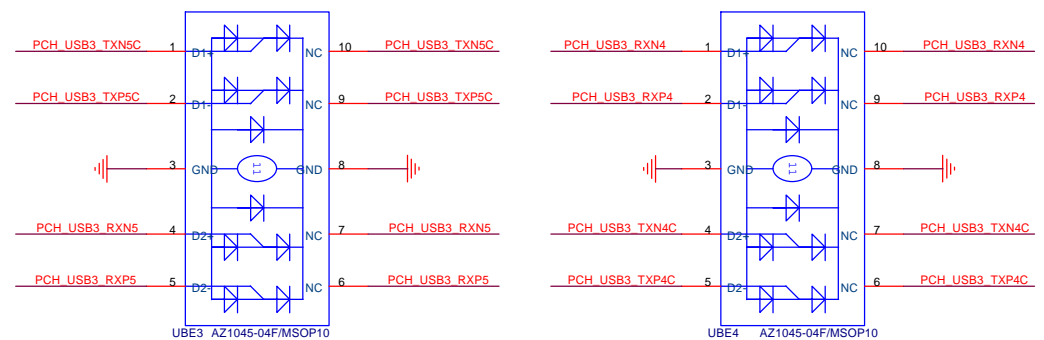 PCH_USB3_TXN5C 1 D1+ NC 10 PCH_USB3_TXN5C
PCH_USB3_TXP5C 2 D1- NC 9 PCH_USB3_TXP5C
3 GND 11 GND 8
PCH_USB3_RXN5 4 D2+ NC 7 PCH_USB3_RXN5
PCH_USB3_RXP5 5 D2- NC 6 PCH_USB3_RXP5
UBE3 AZ1045-04F/MSOP10
PCH_USB3_RXN4 1 D1+ NC 10 PCH_USB3_RXN4
PCH_USB3_RXP4 2 D1- NC 9 PCH_USB3_RXP4
3 GND 11 GND 8
PCH_USB3_TXN4C 4 D2+ NC 7 PCH_USB3_TXN4C
PCH_USB3_TXP4C 5 D2- NC 6 PCH_USB3_TXP4C
UBE4 AZ1045-04F/MSOP10